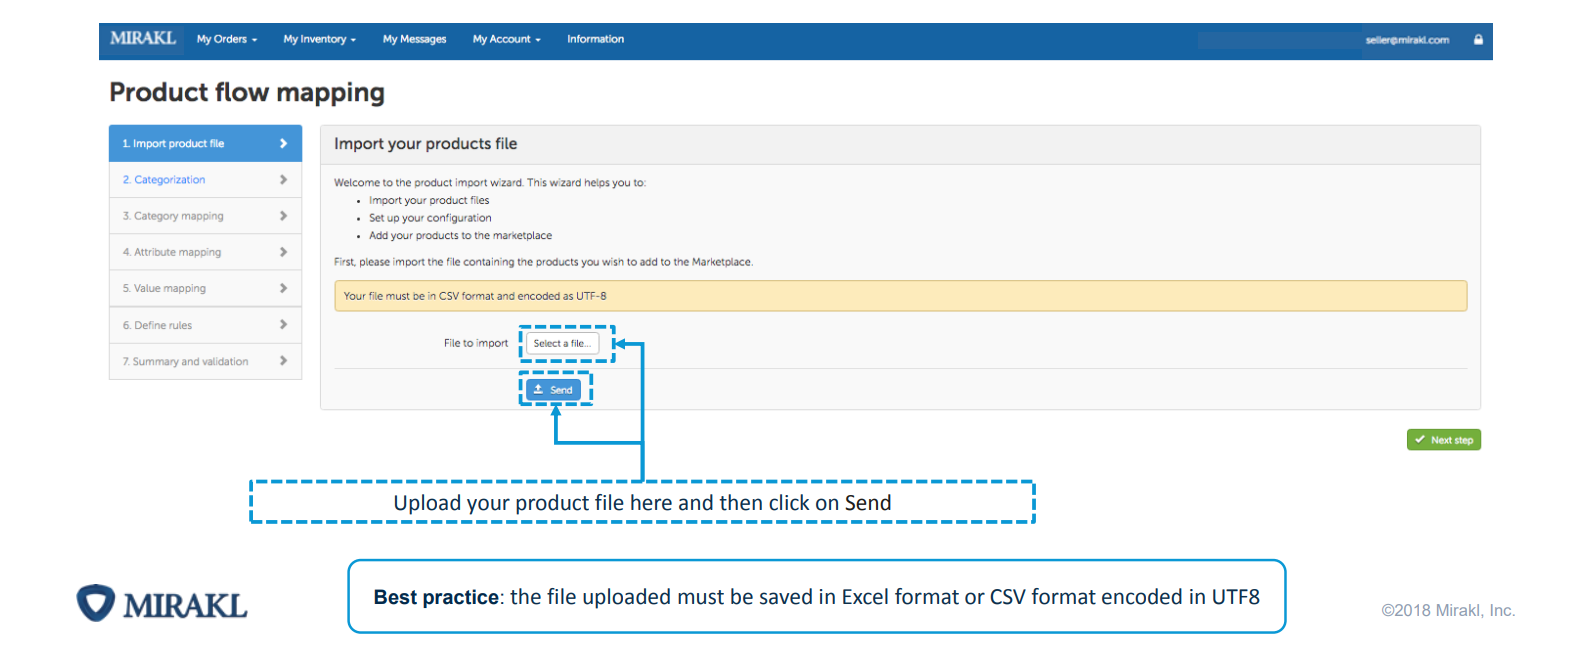 MIRAKL My Orders My Inventory My Messages My Account Information seller@mirakl.com
Product flow mapping
1. Import product file
2. Categorization
3. Category mapping
4. Attribute mapping
5. Value mapping
6. Define rules
7. Summary and validation
Import your products file
Welcome to the product import wizard. This wizard helps you to:
• Import your product files
• Set up your configuration
• Add your products to the marketplace
First, please import the file containing the products you wish to add to the Marketplace.
Your file must be in CSV format and encoded as UTF-8
File to import Select a file...
Send
Next step
Upload your product file here and then click on Send
Best practice: the file uploaded must be saved in Excel format or CSV format encoded in UTF8
MIRAKL
©2018 Mirakl, Inc.